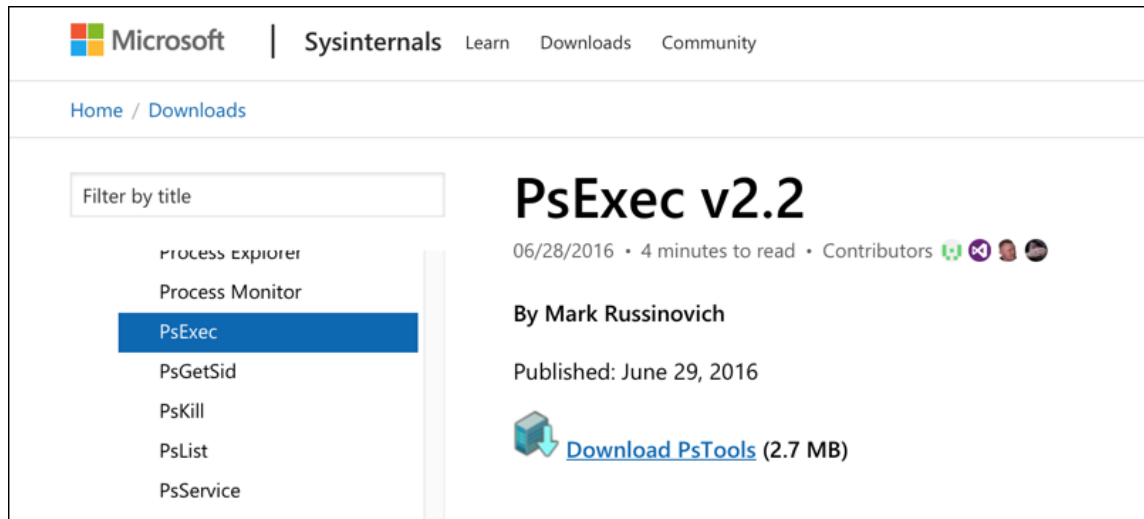 Microsoft | Sysinternals Learn Downloads Community
Home / Downloads
Filter by title
Process Explorer
Process Monitor
PsExec
PsGetSid
PsKill
PsList
PsService
PsExec v2.2
06/28/2016 • 4 minutes to read • Contributors
By Mark Russinovich
Published: June 29, 2016
Download PsTools (2.7 MB)